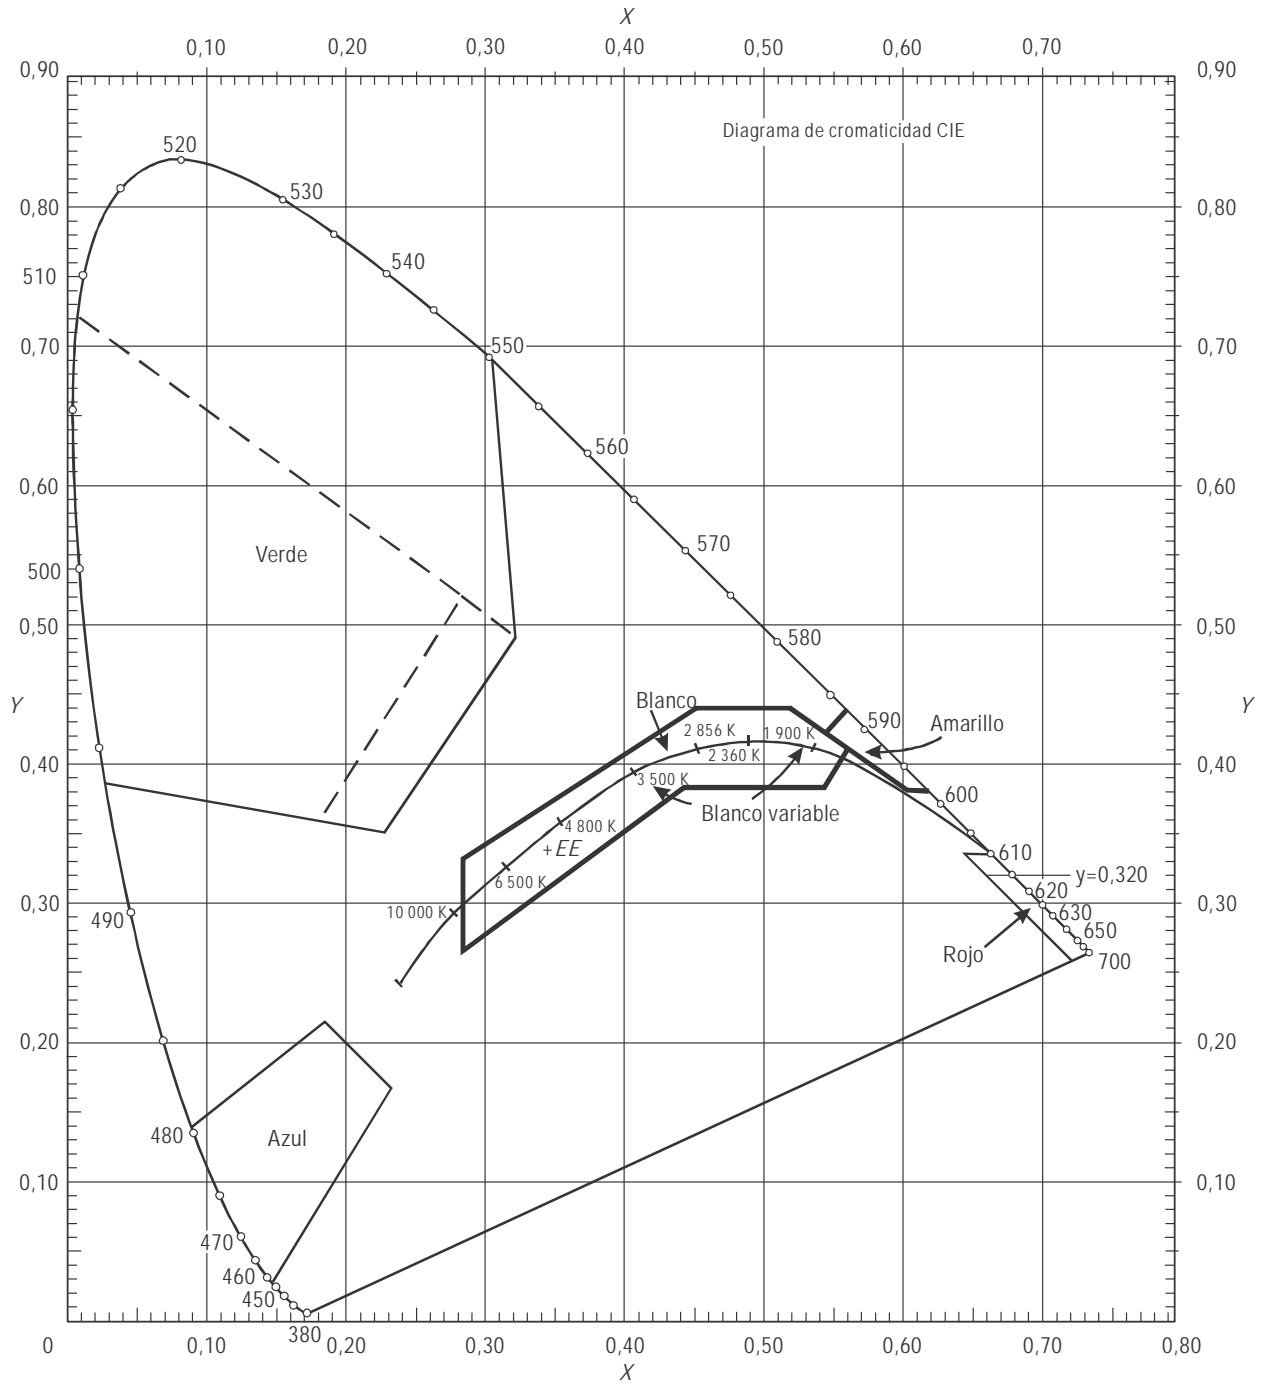 X
0,10 0,20 0,30 0,40 0,50 0,60 0,70
0,90 0,90
Diagrama de cromaticidad CIE
520
530
0,80 0,80
540
510
0,70 550 0,70
560
0,60 0,60
570
Verde
500
0,50 0,50
580
Blanco
Y Y
590 Amarillo
2 856 K 1 900 K
2 360 K
0,40 0,40
3 500 K
600
Blanco variable
4 800 K
+EE 610
6 500 K y=0,320
620
0,30 10 000 K 630 0,30
490
650
Rojo
700
0,20 0,20
480 Azul
0,10 0,10
470
460
450
380
0 0,10 0,20 0,30 0,40 0,50 0,60 0,70 0,80
X